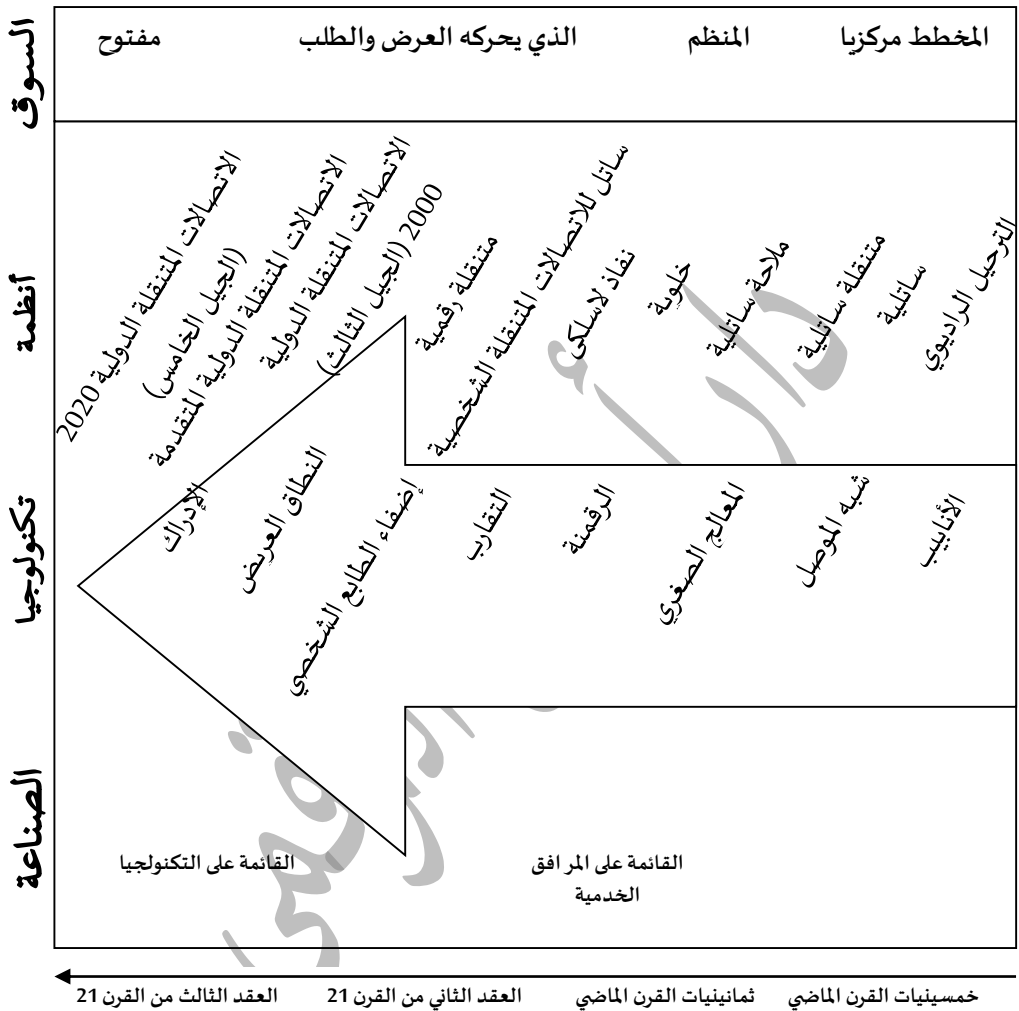 السوق
المخطط مركزيا
المنظم
الذي يحركه العرض والطلب
مفتوح
أنظمة
الترحيل الراديوي
ساتلية
متنقلة ساتلية
ملاحة ساتلية
خلوية
نفاذ لاسلكي
ساتل للاتصالات المتنقلة الشخصية
متنقلة رقمية
الاتصالات المتنقلة الدولية
2000 (الجيل الثالث)
الاتصالات المتنقلة الدولية المتقدمة
الاتصالات المتنقلة الدولية 2020
(الجيل الخامس)
تكنولوجيا
الأنابيب
شبه الموصل
المعالج الصغري
الرقمنة
التقارب
إضفاء الطابع الشخصي
النطاق العريض
الإدراك
الصناعة
القائمة على المرافق
الخدمية
القائمة على التكنولجيا
خمسينيات القرن الماضي
ثمانينيات القرن الماضي
العقد الثاني من القرن 21
العقد الثالث من القرن 21